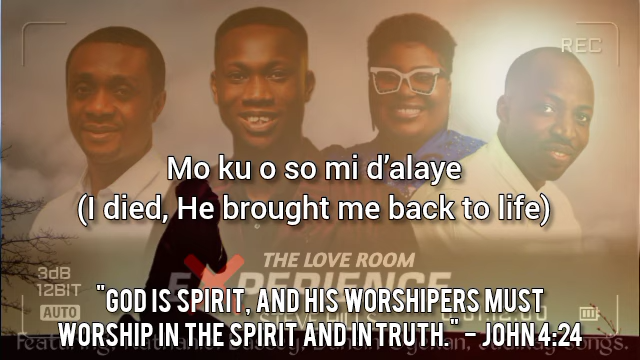 REC
Mo ku o so mi d’alaye
(I died, He brought me back to life)
THE LOVE ROOM
EXPERIENCE
3dB
12BIT
AUTO
"GOD IS SPIRIT, AND HIS WORSHIPERS MUST
WORSHIP IN THE SPIRIT AND IN TRUTH." – JOHN 4:24